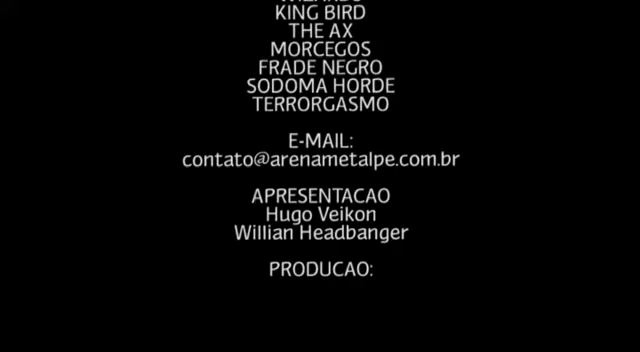 KING BIRD
THE AX
MORCEGOS
FRADE NEGRO
SODOMA HORDE
TERRORGASMO
E-MAIL:
contato@arenametalpe.com.br
APRESENTACAO
Hugo Veikon
Willian Headbanger
PRODUCAO: